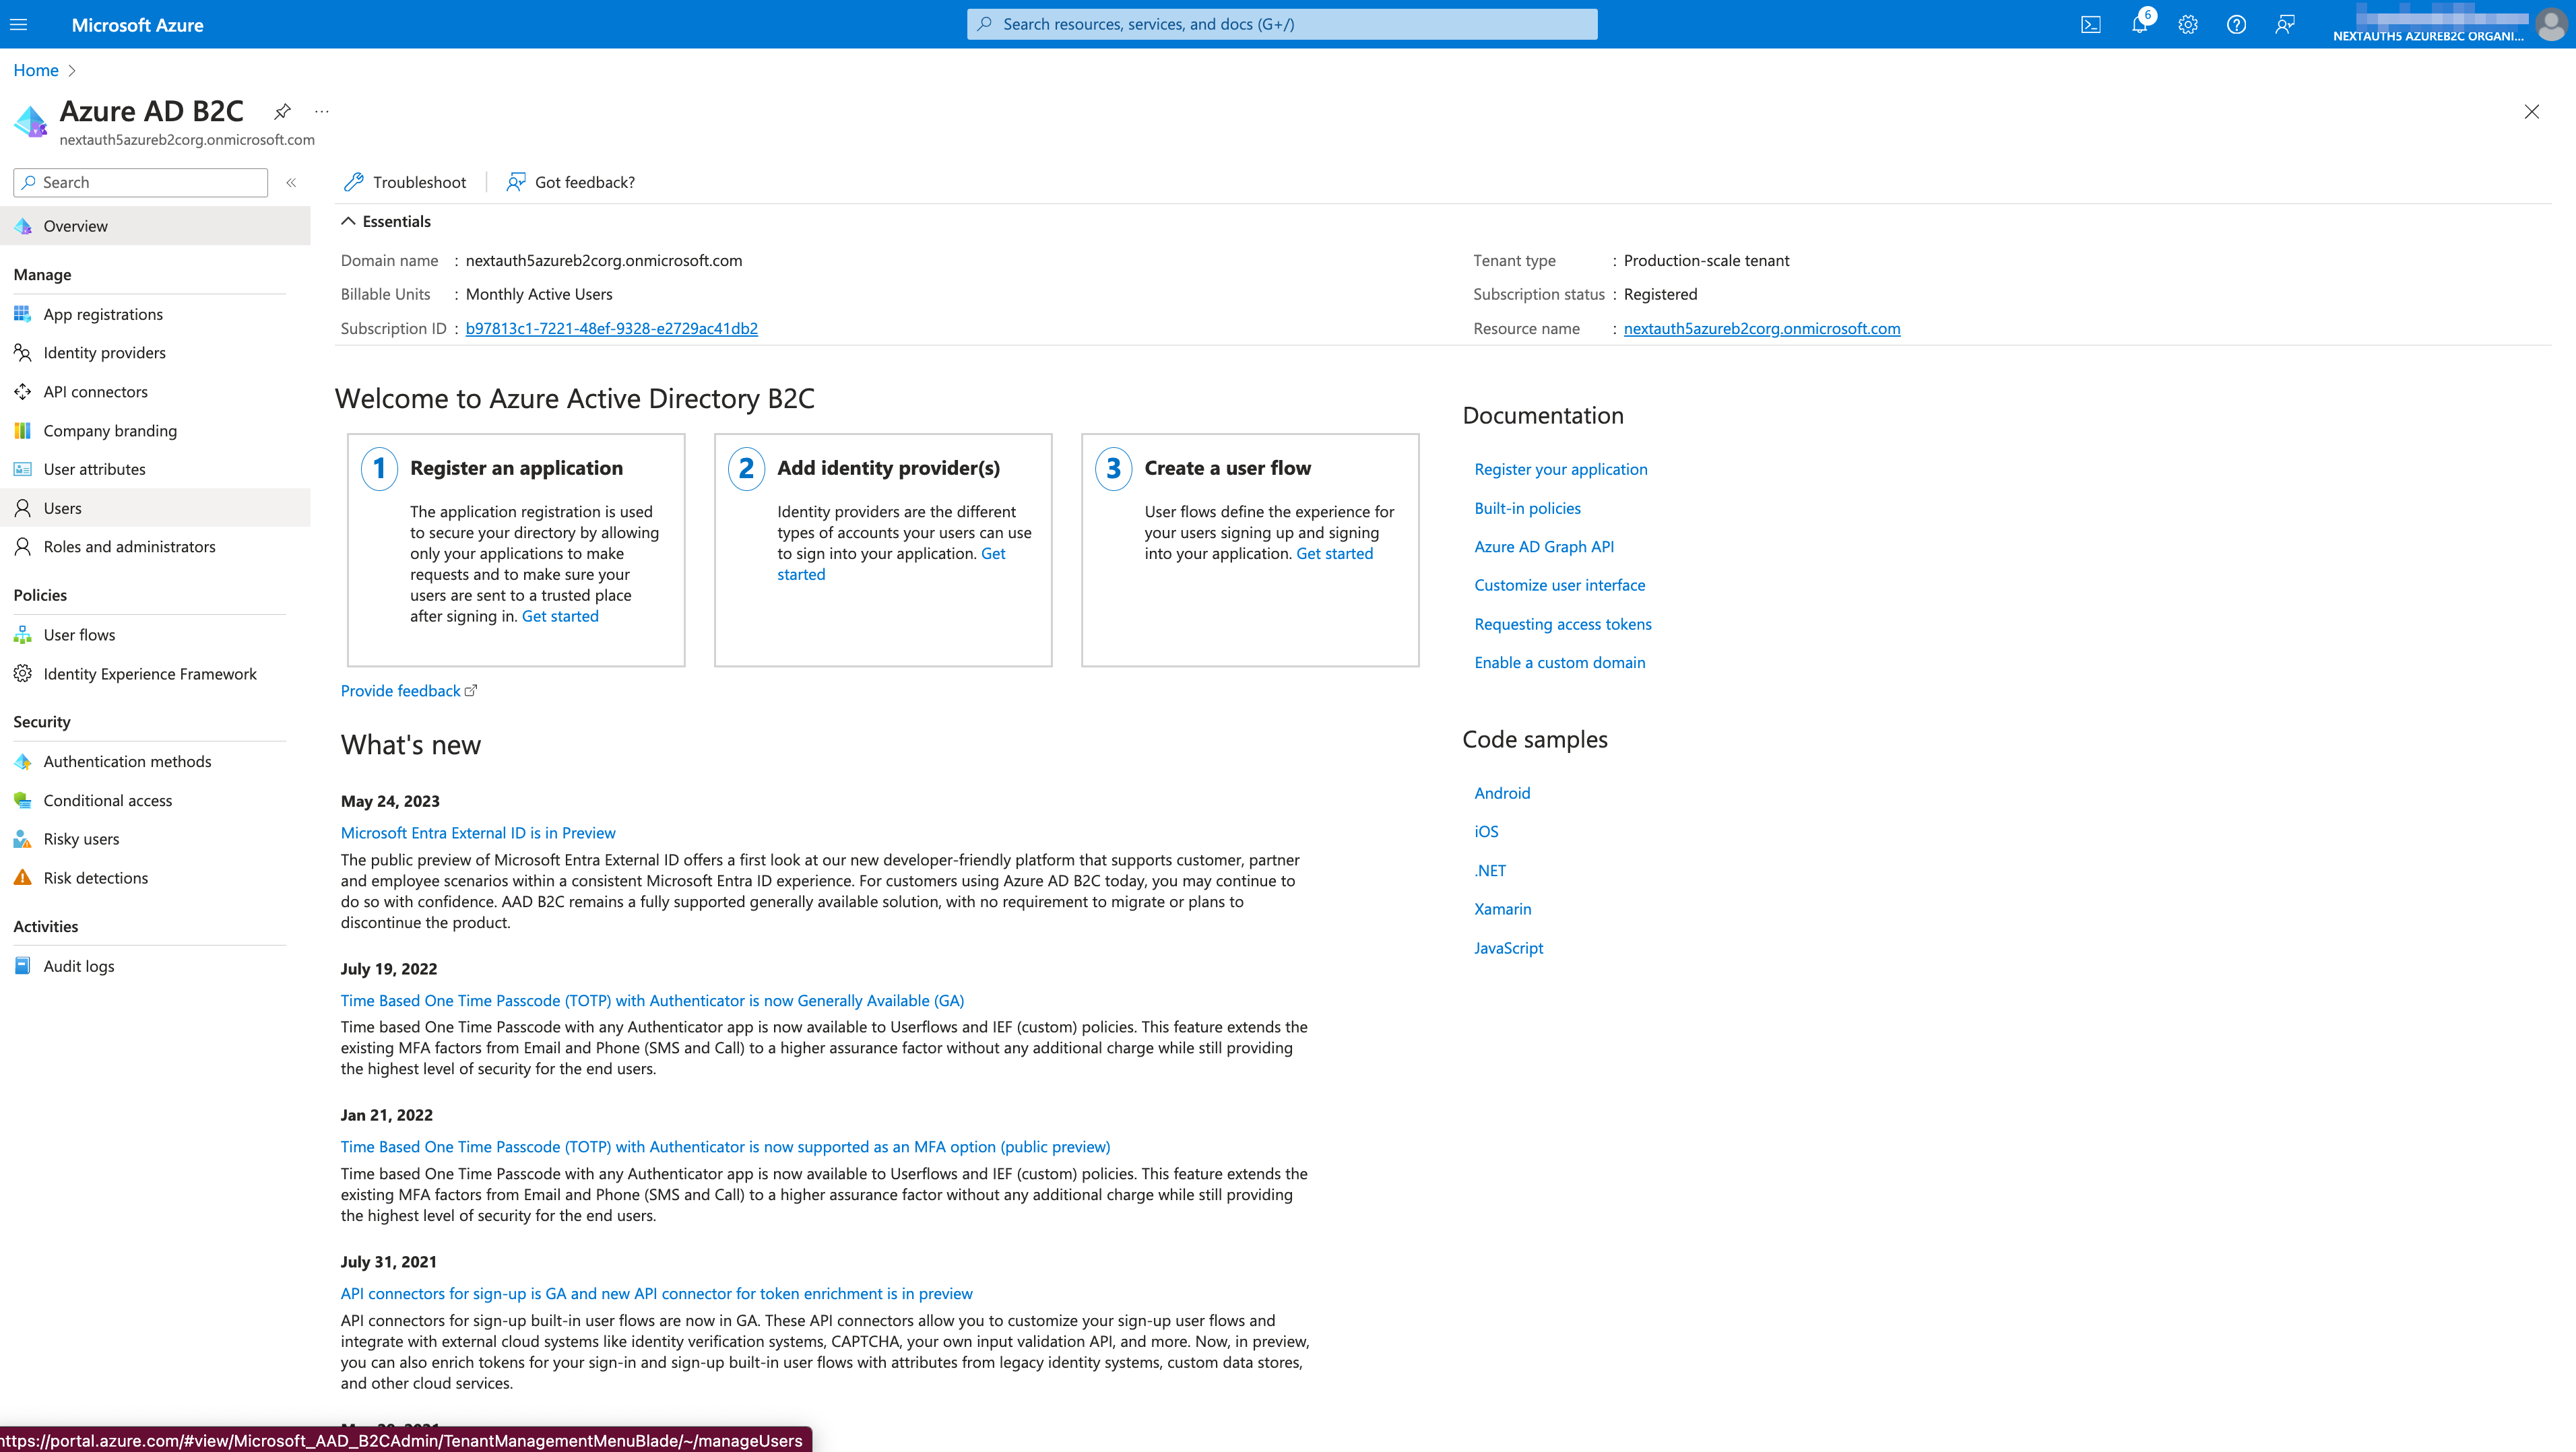 Microsoft Azure
Search resources, services, and docs (G+/)
6
NEXTAUTH5 AZUREB2C ORGANI...
Home
Azure AD B2C
nextauth5azureb2corg.onmicrosoft.com
Search
Troubleshoot
Got feedback?
Overview
Manage
App registrations
Identity providers
API connectors
Company branding
User attributes
Users
Roles and administrators
Policies
User flows
Identity Experience Framework
Security
Authentication methods
Conditional access
Risky users
Risk detections
Activities
Audit logs
Essentials
Domain name : nextauth5azureb2corg.onmicrosoft.com
Billable Units : Monthly Active Users
Subscription ID : b97813c1-7221-48ef-9328-e2729ac41db2
Tenant type : Production-scale tenant
Subscription status : Registered
Resource name : nextauth5azureb2corg.onmicrosoft.com
Welcome to Azure Active Directory B2C
1 Register an application
The application registration is used
to secure your directory by allowing
only your applications to make
requests and to make sure your
users are sent to a trusted place
after signing in. Get started
2 Add identity provider(s)
Identity providers are the different
types of accounts your users can use
to sign into your application. Get
started
3 Create a user flow
User flows define the experience for
your users signing up and signing
into your application. Get started
Provide feedback
What's new
May 24, 2023
Microsoft Entra External ID is in Preview
The public preview of Microsoft Entra External ID offers a first look at our new developer-friendly platform that supports customer, partner
and employee scenarios within a consistent Microsoft Entra ID experience. For customers using Azure AD B2C today, you may continue to
do so with confidence. AAD B2C remains a fully supported generally available solution, with no requirement to migrate or plans to
discontinue the product.
July 19, 2022
Time Based One Time Passcode (TOTP) with Authenticator is now Generally Available (GA)
Time based One Time Passcode with any Authenticator app is now available to Userflows and IEF (custom) policies. This feature extends the
existing MFA factors from Email and Phone (SMS and Call) to a higher assurance factor without any additional charge while still providing
the highest level of security for the end users.
Jan 21, 2022
Time Based One Time Passcode (TOTP) with Authenticator is now supported as an MFA option (public preview)
Time based One Time Passcode with any Authenticator app is now available to Userflows and IEF (custom) policies. This feature extends the
existing MFA factors from Email and Phone (SMS and Call) to a higher assurance factor without any additional charge while still providing
the highest level of security for the end users.
July 31, 2021
API connectors for sign-up is GA and new API connector for token enrichment is in preview
API connectors for sign-up built-in user flows are now in GA. These API connectors allow you to customize your sign-up user flows and
integrate with external cloud systems like identity verification systems, CAPTCHA, your own input validation API, and more. Now, in preview,
you can also enrich tokens for your sign-in and sign-up built-in user flows with attributes from legacy identity systems, custom data stores,
and other cloud services.
Documentation
Register your application
Built-in policies
Azure AD Graph API
Customize user interface
Requesting access tokens
Enable a custom domain
Code samples
Android
iOS
.NET
Xamarin
JavaScript
https://portal.azure.com/#view/Microsoft_AAD_B2CAdmin/TenantManagementMenuBlade/~/manageUsers